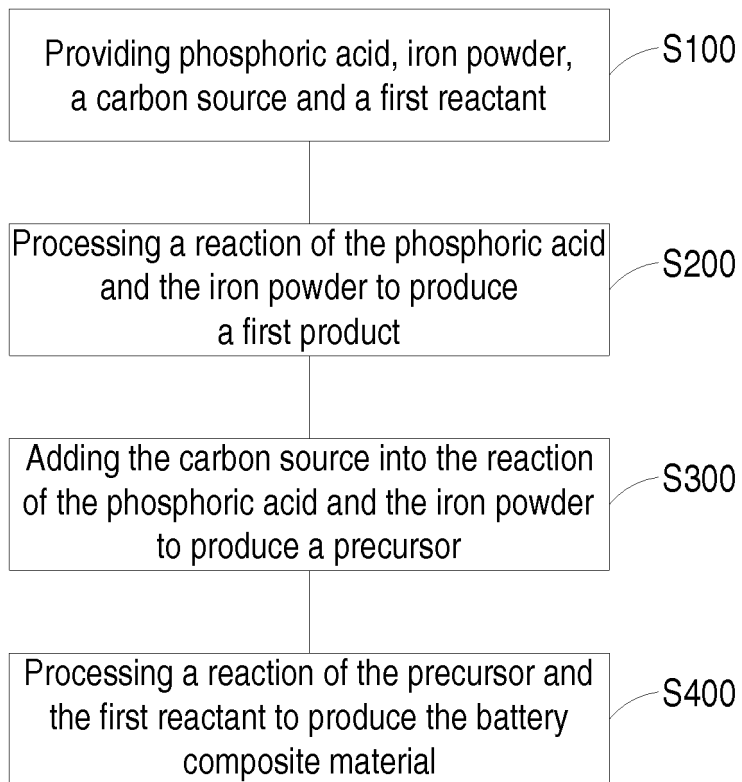 Providing phosphoric acid, iron powder,
a carbon source and a first reactant
S100
Processing a reaction of the phosphoric acid
and the iron powder to produce
a first product
S200
Adding the carbon source into the reaction
of the phosphoric acid and the iron powder
to produce a precursor
S300
Processing a reaction of the precursor and
the first reactant to produce the battery
composite material
S400